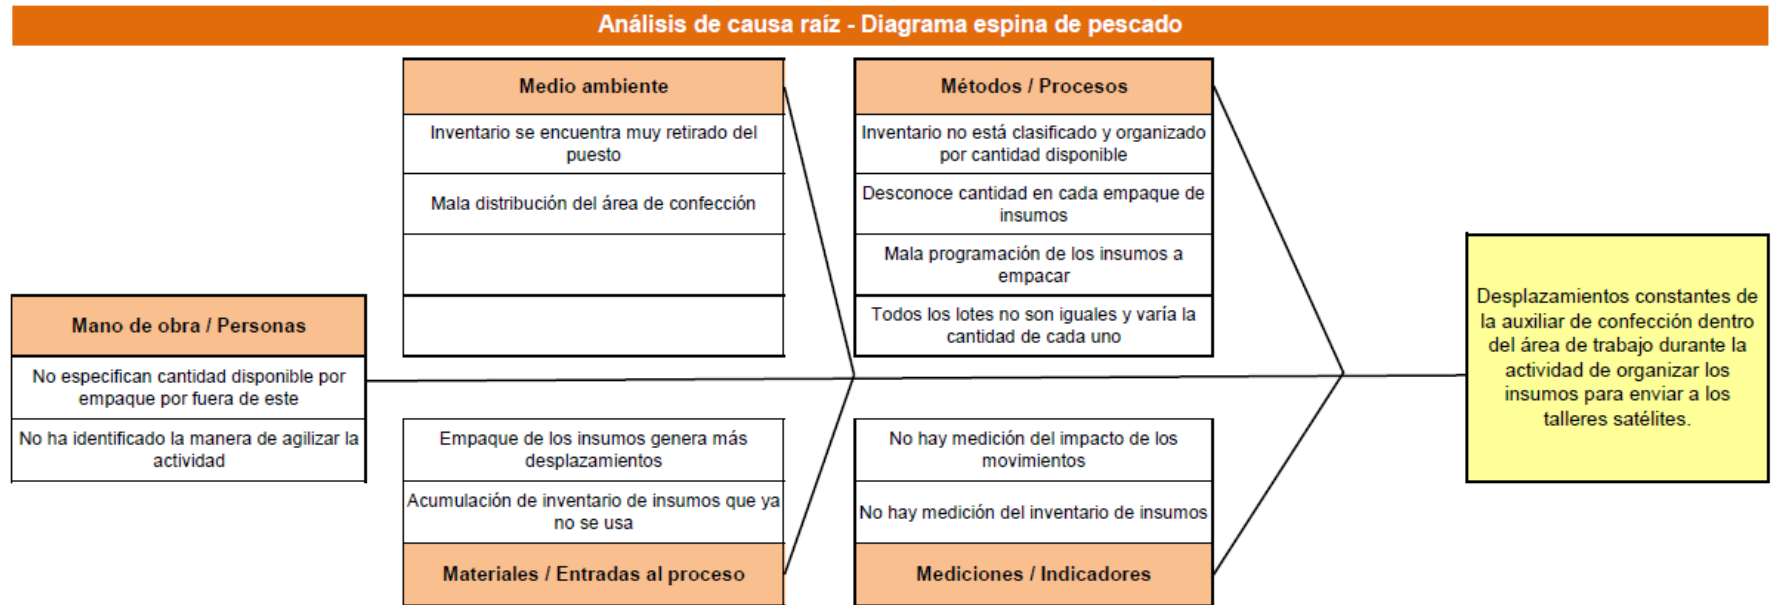 Análisis de causa raíz - Diagrama espina de pescado
Medio ambiente
Inventario se encuentra muy retirado del
puesto
Mala distribución del área de confección
Métodos / Procesos
Inventario no está clasificado y organizado
por cantidad disponible
Desconoce cantidad en cada empaque de
insumos
Mala programación de los insumos a
empacar
Todos los lotes no son iguales y varía la
cantidad de cada uno
Mano de obra / Personas
No especifican cantidad disponible por
empaque por fuera de este
No ha identificado la manera de agilizar la
actividad
Empaque de los insumos genera más
desplazamientos
Acumulación de inventario de insumos que ya
no se usa
Materiales / Entradas al proceso
No hay medición del impacto de los
movimientos
No hay medición del inventario de insumos
Mediciones / Indicadores
Desplazamientos constantes de
la auxiliar de confección dentro
del área de trabajo durante la
actividad de organizar los
insumos para enviar a los
talleres satélites.